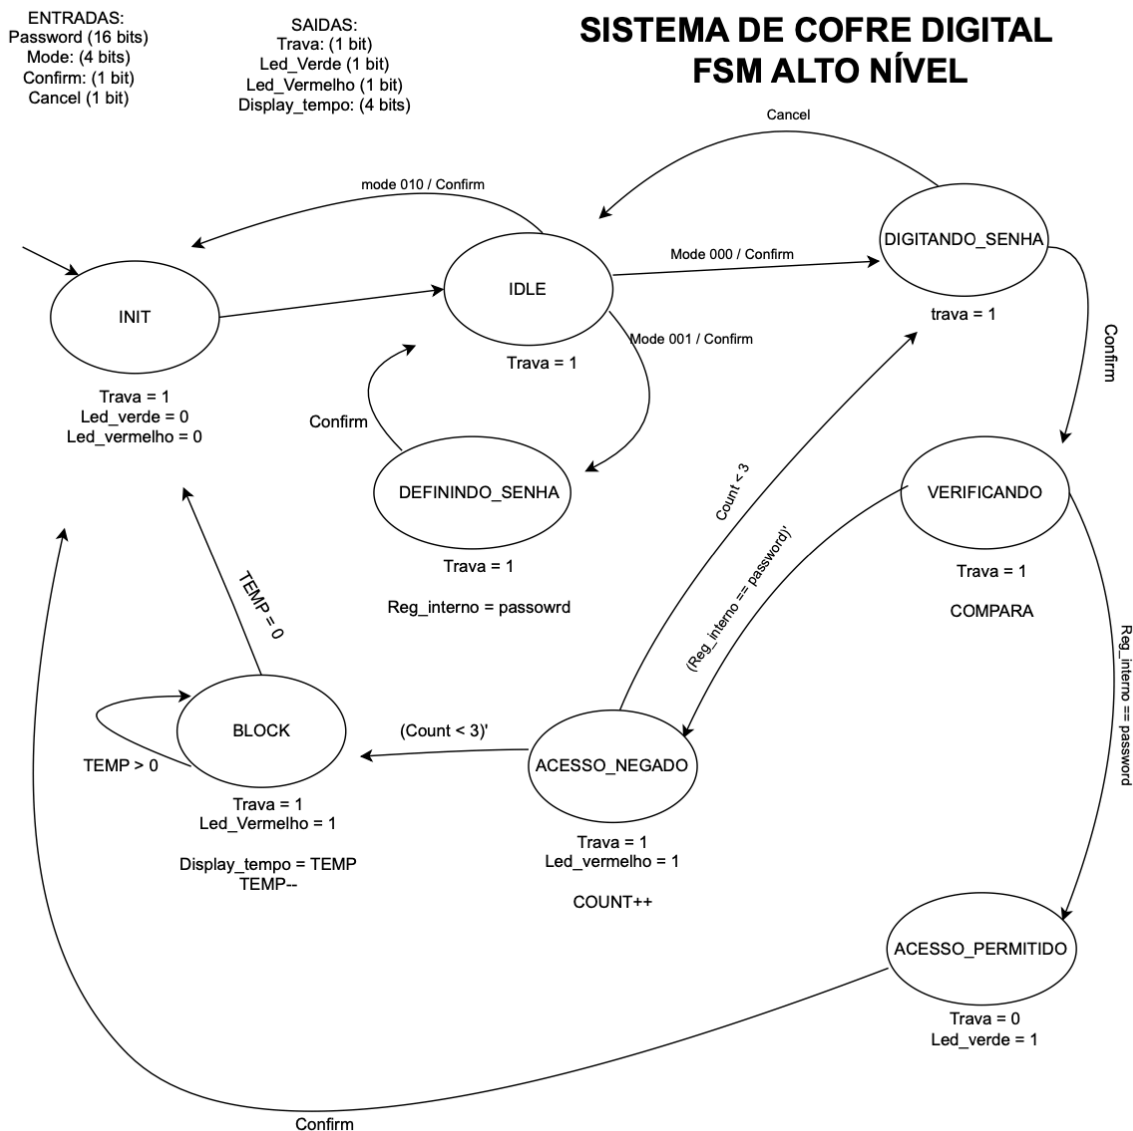 ENTRADAS:
Password (16 bits)
Mode: (4 bits)
Confirm: (1 bit)
Cancel (1 bit)
SAIDAS:
Trava: (1 bit)
Led_Verde (1 bit)
Led_Vermelho (1 bit)
Display_tempo: (4 bits)
SISTEMA DE COFRE DIGITAL
FSM ALTO NÍVEL
Cancel
mode 010 / Confirm
DIGITANDO_SENHA
trava = 1
Mode 000 / Confirm
IDLE
Trava = 1
INIT
Trava = 1
Led_verde = 0
Led_vermelho = 0
Mode 001 / Confirm
Confirm
Confirm
DEFININDO_SENHA
Trava = 1
Reg_interno = passowrd
Count < 3
VERIFICANDO
Trava = 1
COMPARA
(Reg_interno == password)'
Reg_interno == password
TEMP = 0
BLOCK
TEMP > 0
Trava = 1
Led_Vermelho = 1
Display_tempo = TEMP
TEMP--
(Count < 3)'
ACESSO_NEGADO
Trava = 1
Led_vermelho = 1
COUNT++
ACESSO_PERMITIDO
Trava = 0
Led_verde = 1
Confirm